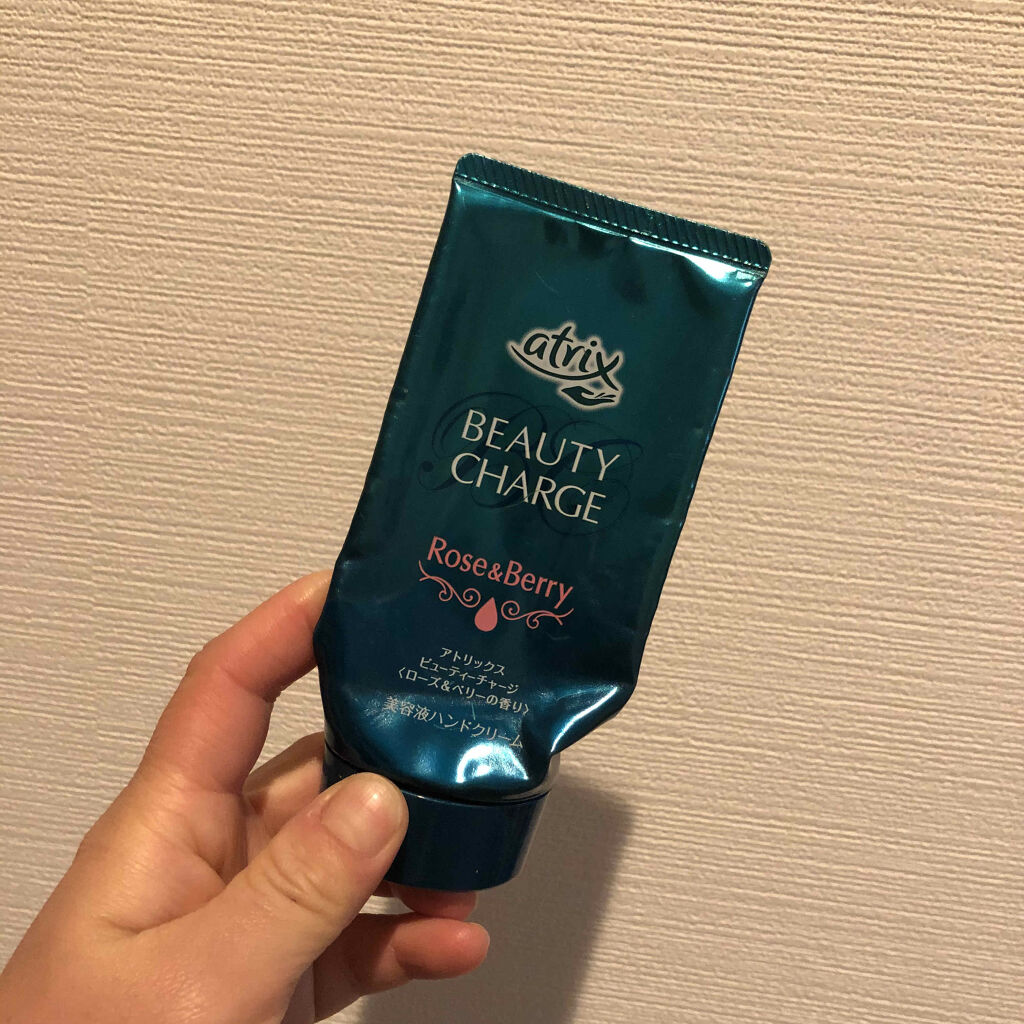 atrix
BEAUTY
CHARGE
Rose&Berry
アトリックス
ビューティーチャージ
〈ローズ&ベリーの香り〉
美容液ハンドクリーム